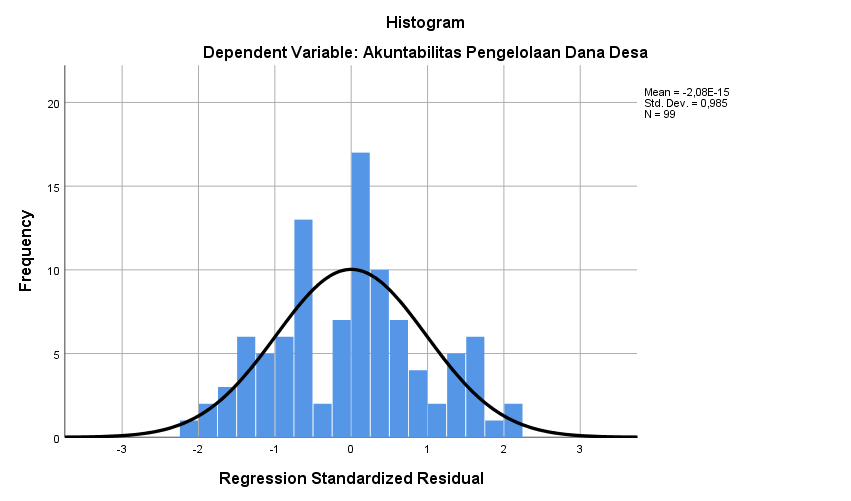 Histogram
Dependent Variable: Akuntabilitas Pengelolaan Dana Desa
Mean = -2,08E-15
Std. Dev. = 0,985
N = 99
Frequency
20
15
10
5
0
-3
-2
-1
0
1
2
3
Regression Standardized Residual